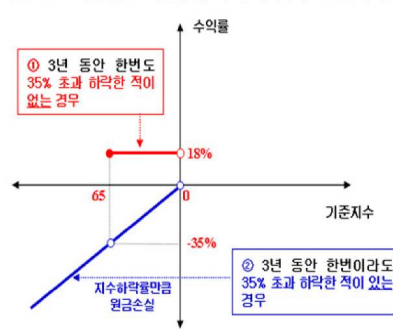 수익률
① 3년 동안 한번도
35% 초과 하락한 적이
없는 경우
18%
65
0
기준지수
-35%
② 3년 동안 한번이라도
35% 초과 하락한 적이 있는
경우
지수하락률만큼
원금손실